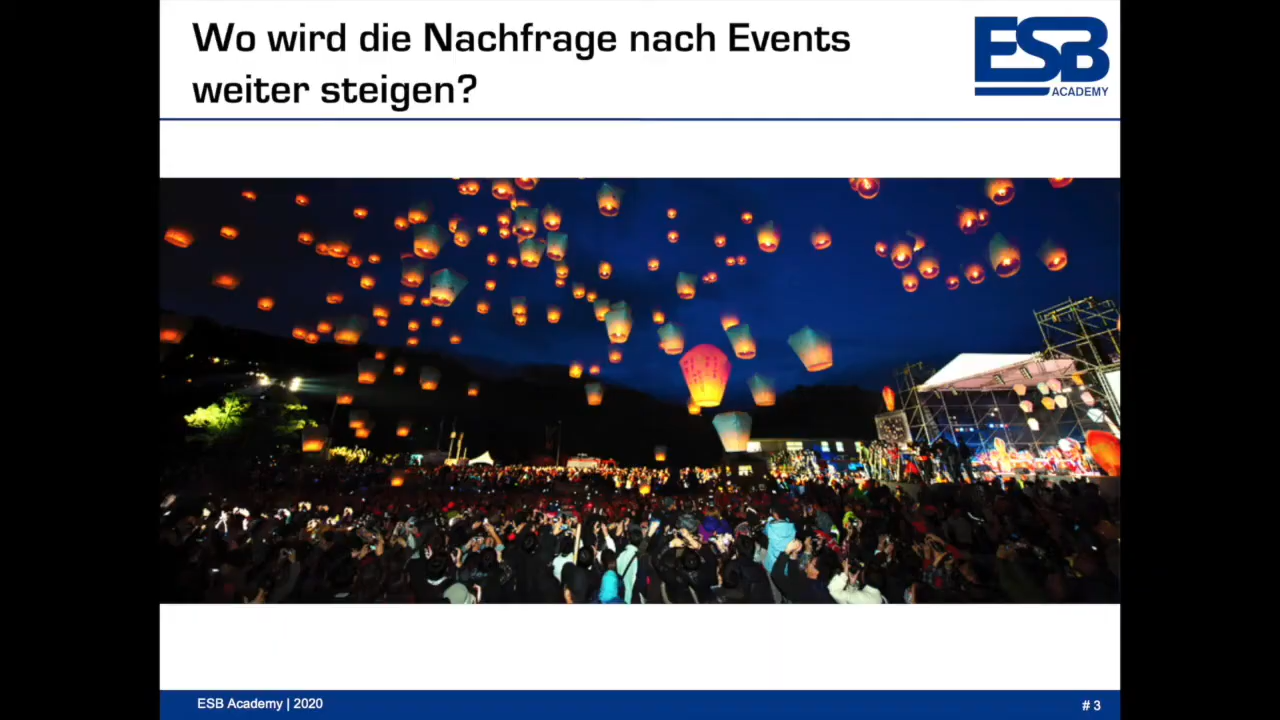 Wo wird die Nachfrage nach Events
weiter steigen?
ESB
ACADEMY
ESB Academy | 2020
# 3